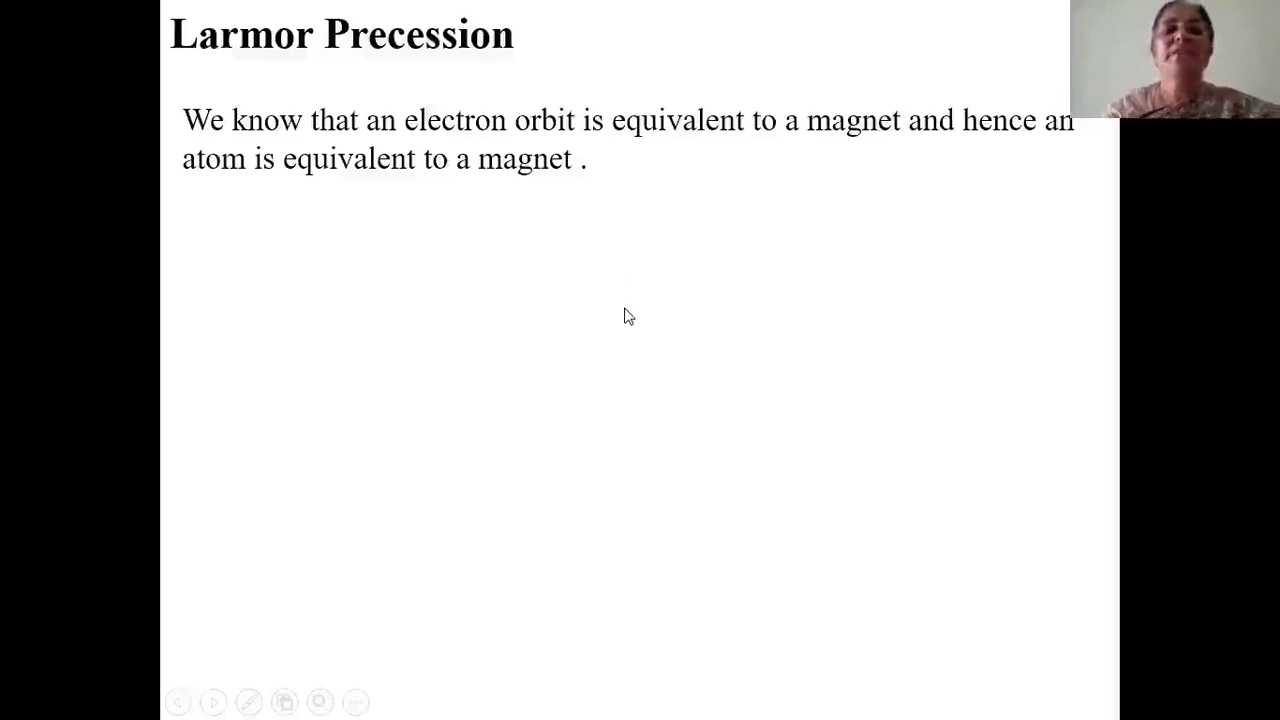 Larmor Precession
We know that an electron orbit is equivalent to a magnet and hence an
atom is equivalent to a magnet .